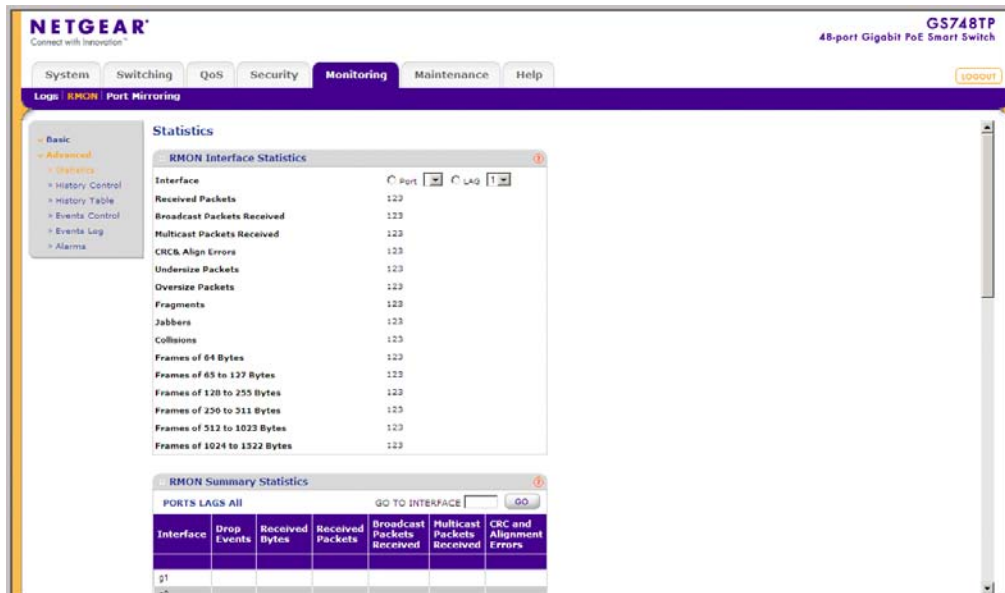 NETGEAR
Connect with Innovation™
GS748TP
48-port Gigabit PoE Smart Switch
System Switching QoS Security Monitoring Maintenance Help
LOGOUT
Logs RMON Port Mirroring
Basic
Advanced
Statistics
History Control
History Table
Events Control
Events Log
Alarms
Statistics
RMON Interface Statistics
Interface Port LAG 1
Received Packets 123
Broadcast Packets Received 123
Multicast Packets Received 123
CRC& Align Errors 123
Undersize Packets 123
Oversize Packets 123
Fragments 123
Jabbers 123
Collisions 123
Frames of 64 Bytes 123
Frames of 65 to 127 Bytes 123
Frames of 128 to 255 Bytes 123
Frames of 256 to 511 Bytes 123
Frames of 512 to 1023 Bytes 123
Frames of 1024 to 1522 Bytes 123
RMON Summary Statistics
PORTS LAGS All GO TO INTERFACE GO
Interface Drop Events Received Bytes Received Packets Broadcast Packets Received Multicast Packets Received CRC and Alignment Errors
g1